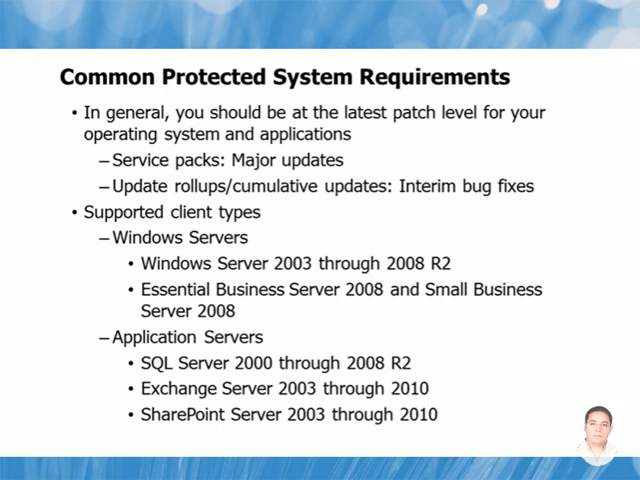 Common Protected System Requirements
• In general, you should be at the latest patch level for your
operating system and applications
– Service packs: Major updates
– Update rollups/cumulative updates: Interim bug fixes
• Supported client types
– Windows Servers
• Windows Server 2003 through 2008 R2
• Essential Business Server 2008 and Small Business
Server 2008
– Application Servers
• SQL Server 2000 through 2008 R2
• Exchange Server 2003 through 2010
• SharePoint Server 2003 through 2010